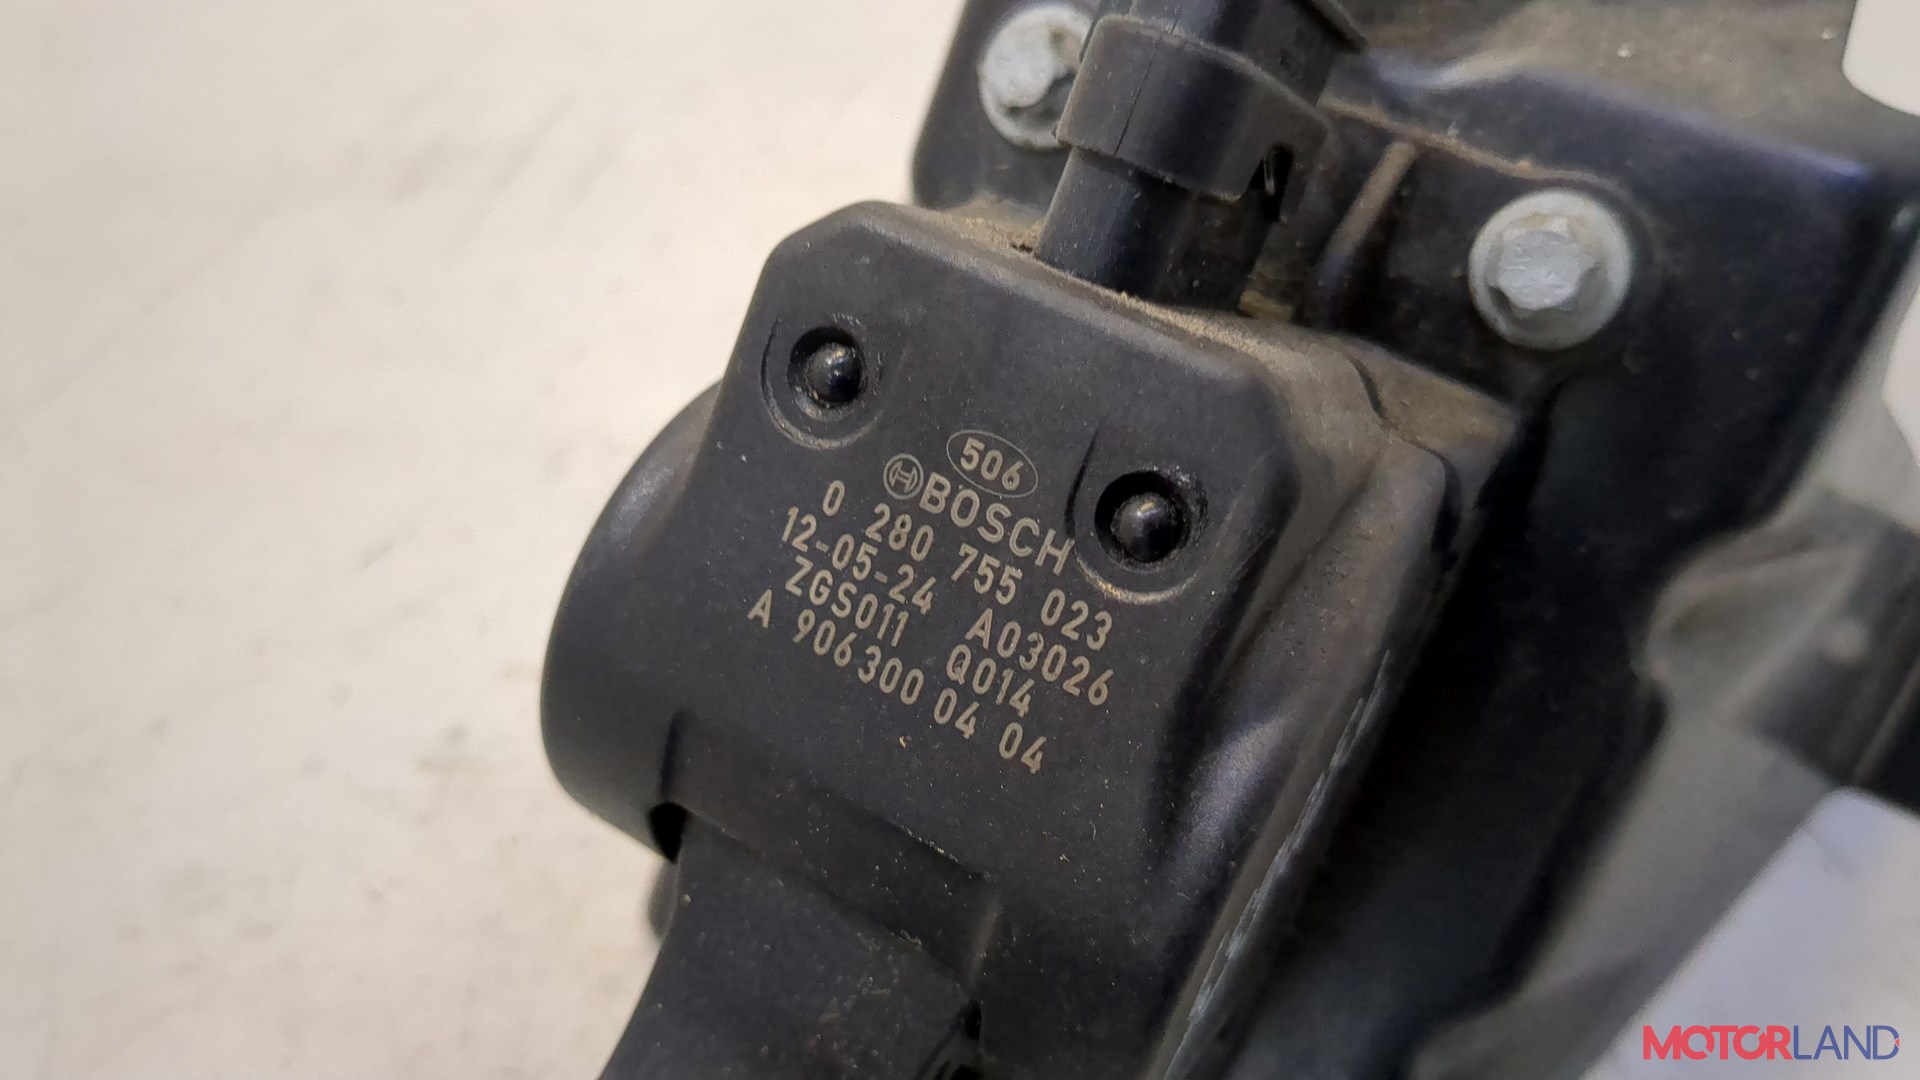 506
BOSCH
0 280 755 023
12-05-24 A03026
ZGS011 Q014
A 906 300 04 04
MOTORLAND